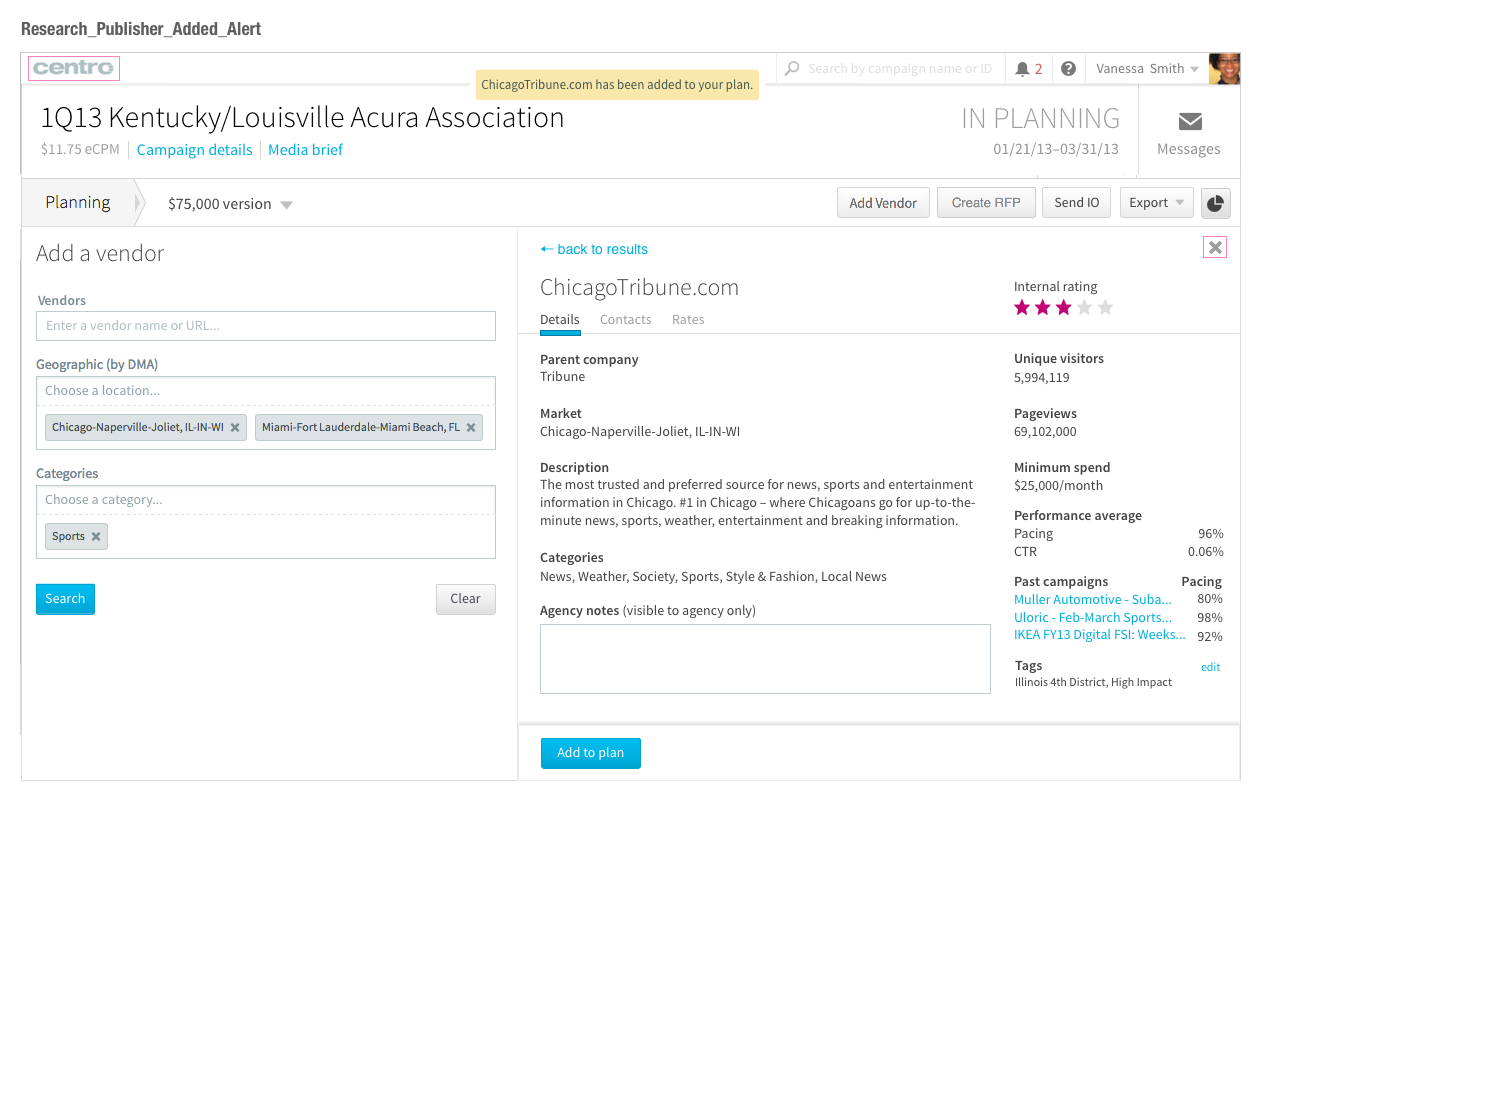 Research_Publisher_Added_Alert
centro
ChicagoTribune.com has been added to your plan.
Search by campaign name or ID
2
?
Vanessa Smith
1Q13 Kentucky/Louisville Acura Association
$11.75 eCPM
Campaign details
Media brief
IN PLANNING
01/21/13–03/31/13
Messages
Planning
$75,000 version
Add Vendor
Create RFP
Send IO
Export
Add a vendor
Vendors
Enter a vendor name or URL...
Geographic (by DMA)
Choose a location...
Chicago-Naperville-Joliet, IL-IN-WI
Miami-Fort Lauderdale-Miami Beach, FL
Categories
Choose a category...
Sports
Search
Clear
← back to results
ChicagoTribune.com
Details
Contacts
Rates
Parent company
Tribune
Market
Chicago-Naperville-Joliet, IL-IN-WI
Description
The most trusted and preferred source for news, sports and entertainment
information in Chicago. #1 in Chicago – where Chicagoans go for up-to-the-
minute news, sports, weather, entertainment and breaking information.
Categories
News, Weather, Society, Sports, Style & Fashion, Local News
Agency notes (visible to agency only)
Internal rating
Unique visitors
5,994,119
Pageviews
69,102,000
Minimum spend
$25,000/month
Performance average
Pacing 96%
CTR 0.06%
Past campaigns Pacing
Muller Automotive - Suba... 80%
Uloric - Feb-March Sports... 98%
IKEA FY13 Digital FSI: Weeks... 92%
Tags edit
Illinois 4th District, High Impact
Add to plan